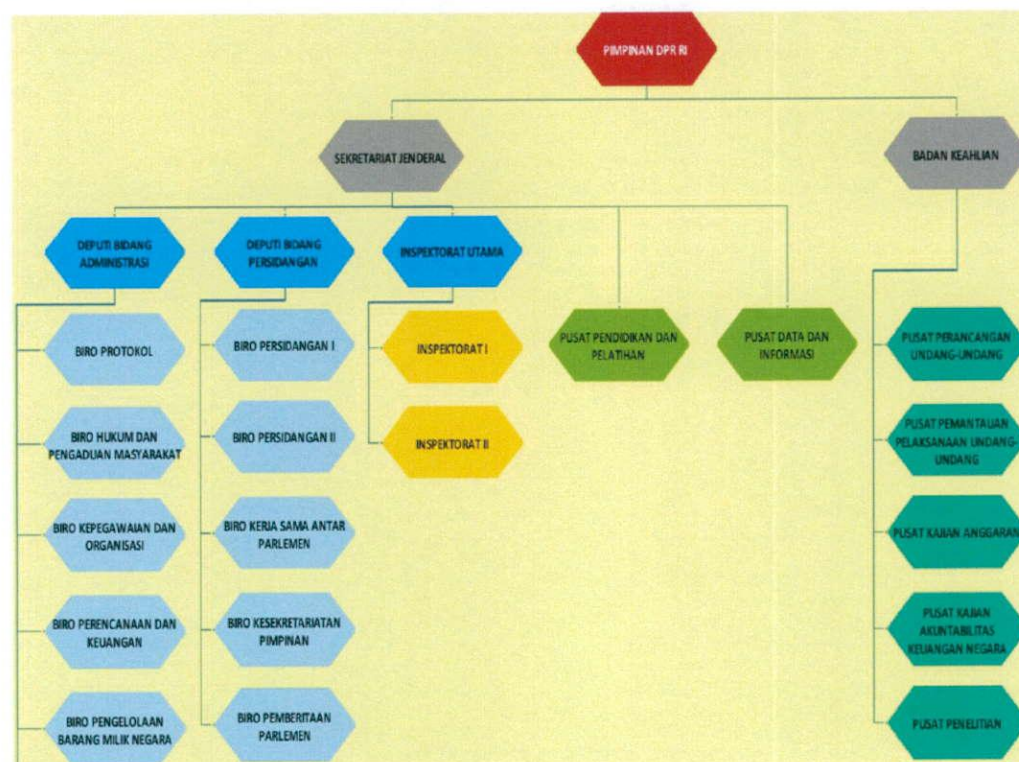 PIMPINAN DPR RI
SEKRETARIAT JENDERAL
BADAN KEAHLIAN
DEPUTI BIDANG
ADMINISTRASI
DEPUTI BIDANG
PERSIDANGAN
INSPEKTORAT UTAMA
BIRO PROTOKOL
BIRO PERSIDANGAN I
INSPEKTORAT I
PUSAT PENDIDIKAN DAN
PELATIHAN
PUSAT DATA DAN
INFORMASI
PUSAT PERANCANGAN
UNDANG-UNDANG
BIRO HUKUM DAN
PENGADUAN MASYARAKAT
BIRO PERSIDANGAN II
INSPEKTORAT II
PUSAT PEMANTAUAN
PELAKSANAAN UNDANG-
UNDANG
BIRO KEPEGAWAIAN DAN
ORGANISASI
BIRO KERJA SAMA ANTAR
PARLEMEN
PUSAT KAJIAN ANGGARAN
BIRO PERENCANAAN DAN
KEUANGAN
BIRO KESEKRETARIATAN
PIMPINAN
PUSAT KAJIAN
AKUNTABILITAS
KEUANGAN NEGARA
BIRO PENGELOLAAN
BARANG MILIK NEGARA
BIRO PEMBERITAAN
PARLEMEN
PUSAT PENELITIAN